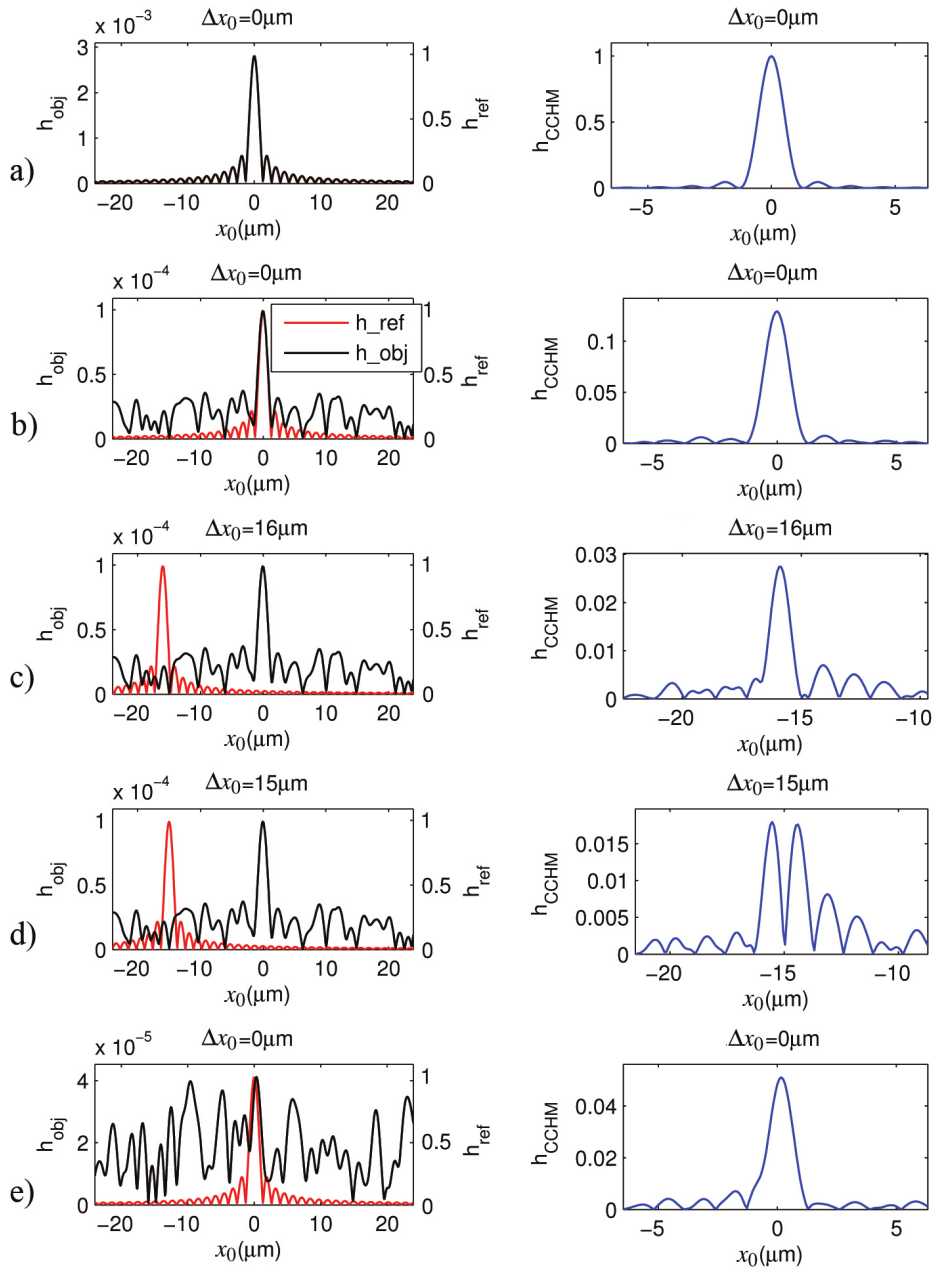 Δx₀=0μm
Δx₀=0μm
x 10⁻³
3
2
1
0
h_obj
1
0.5
0
h_ref
−20
−10
0
10
20
x₀(μm)
1
0.5
0
h_CCHM
−5
0
5
x₀(μm)
a)
Δx₀=0μm
Δx₀=0μm
x 10⁻⁴
1
0.5
0
h_obj
h_ref
h_obj
1
0.5
0
h_ref
−20
−10
0
10
20
x₀(μm)
0.1
0.05
0
h_CCHM
−5
0
5
x₀(μm)
b)
Δx₀=16μm
Δx₀=16μm
x 10⁻⁴
1
0.5
0
h_obj
1
0.5
0
h_ref
−20
−10
0
10
20
x₀(μm)
0.03
0.02
0.01
0
h_CCHM
−20
−15
−10
x₀(μm)
c)
Δx₀=15μm
Δx₀=15μm
x 10⁻⁴
1
0.5
0
h_obj
1
0.5
0
h_ref
−20
−10
0
10
20
x₀(μm)
0.015
0.01
0.005
0
h_CCHM
−20
−15
−10
x₀(μm)
d)
Δx₀=0μm
.Δx₀=0μm
x 10⁻⁵
4
2
0
h_obj
1
0.5
0
h_ref
−20
−10
0
10
20
x₀(μm)
0.04
0.02
0
h_CCHM
−5
0
5
x₀(μm)
e)